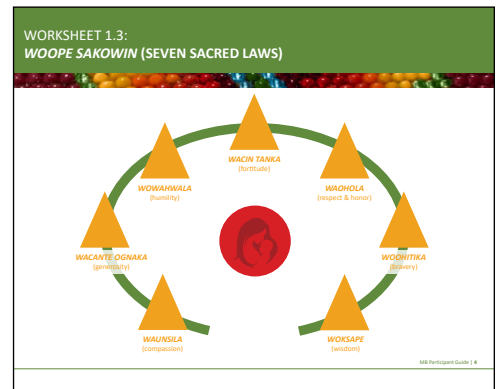 WORKSHEET 1.3:
WOOPE SAKOWIN (SEVEN SACRED LAWS)
WACIN TANKA
(fortitude)
WOWAHWALA
(humility)
WAOHOLA
(respect & honor)
WACANTE OGNAKA
(generosity)
WOOHITIKA
(bravery)
WAUNSILA
(compassion)
WOKSAPE
(wisdom)
MB Participant Guide | 4